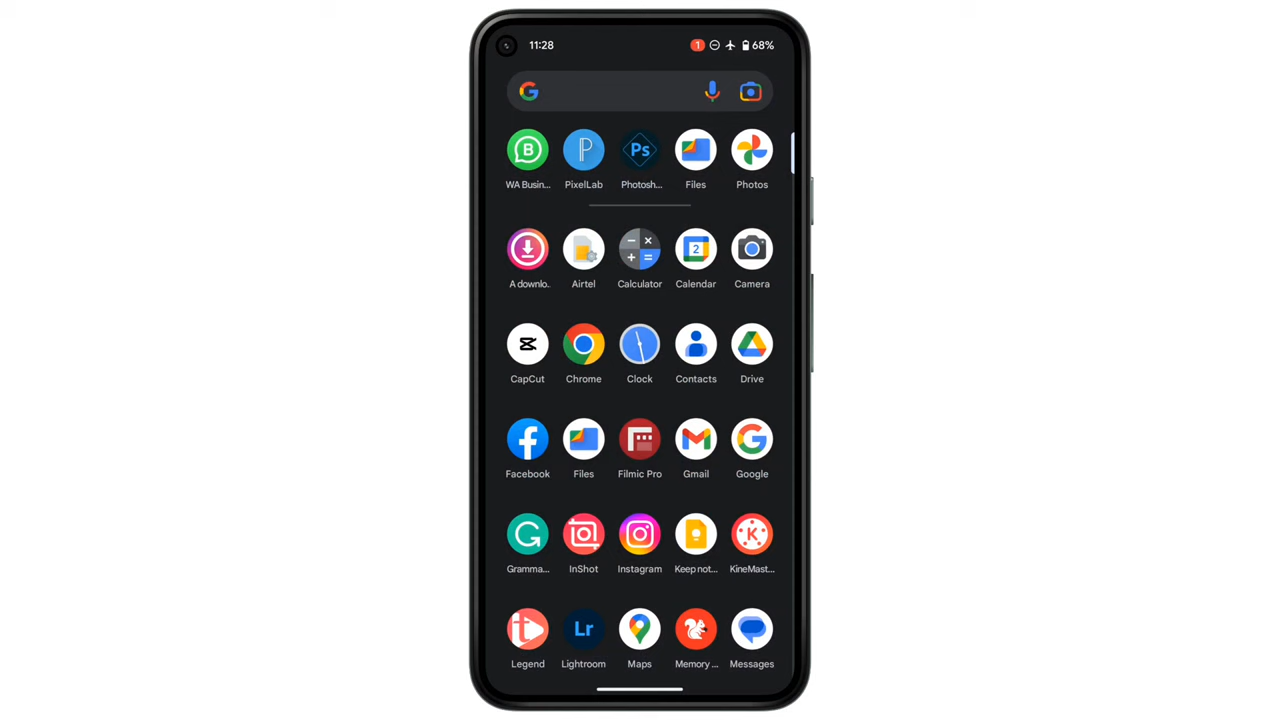 11:28 1 68%
WA Busin... PixelLab Photosh... Files Photos
A downlo.. Airtel Calculator Calendar Camera
CapCut Chrome Clock Contacts Drive
Facebook Files Filmic Pro Gmail Google
Gramma... InShot Instagram Keep not... KineMast...
Legend Lightroom Maps Memory ... Messages